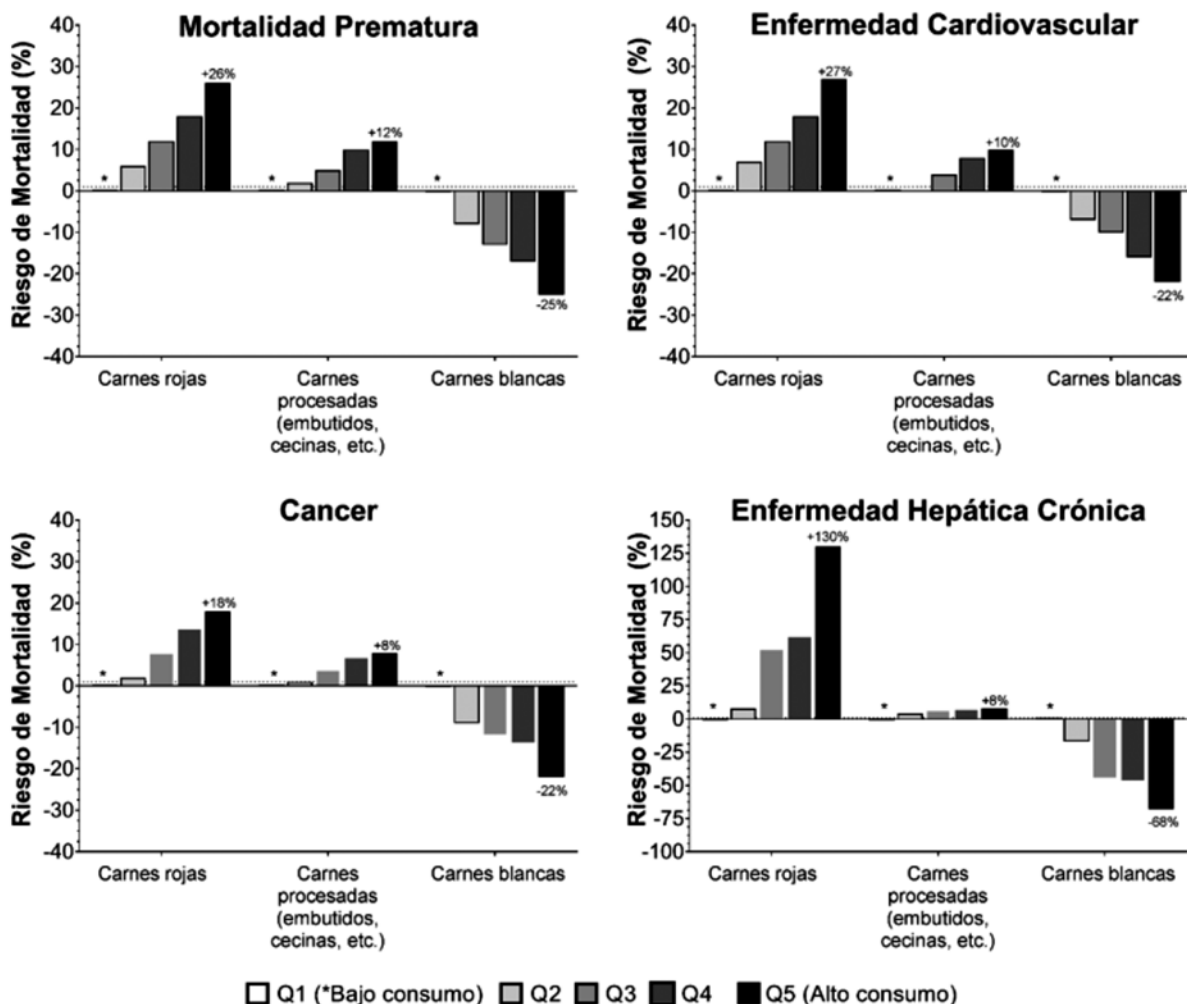 Mortalidad Prematura
Riesgo de Mortalidad (%)
40
30
20
10
0
-10
-20
-30
-40
*
+26%
*
+12%
*
-25%
Carnes rojas
Carnes
procesadas
(embutidos,
cecinas, etc.)
Carnes blancas
Enfermedad Cardiovascular
Riesgo de Mortalidad (%)
40
30
20
10
0
-10
-20
-30
-40
*
+27%
*
+10%
*
-22%
Carnes rojas
Carnes
procesadas
(embutidos,
cecinas, etc.)
Carnes blancas
Cancer
Riesgo de Mortalidad (%)
40
30
20
10
0
-10
-20
-30
-40
*
+18%
*
+8%
*
-22%
Carnes rojas
Carnes
procesadas
(embutidos,
cecinas, etc.)
Carnes blancas
Enfermedad Hepática Crónica
Riesgo de Mortalidad (%)
150
125
100
75
50
25
0
-25
-50
-75
-100
*
+130%
*
+8%
*
-68%
Carnes rojas
Carnes
procesadas
(embutidos,
cecinas, etc.)
Carnes blancas
Q1 (*Bajo consumo) Q2 Q3 Q4 Q5 (Alto consumo)